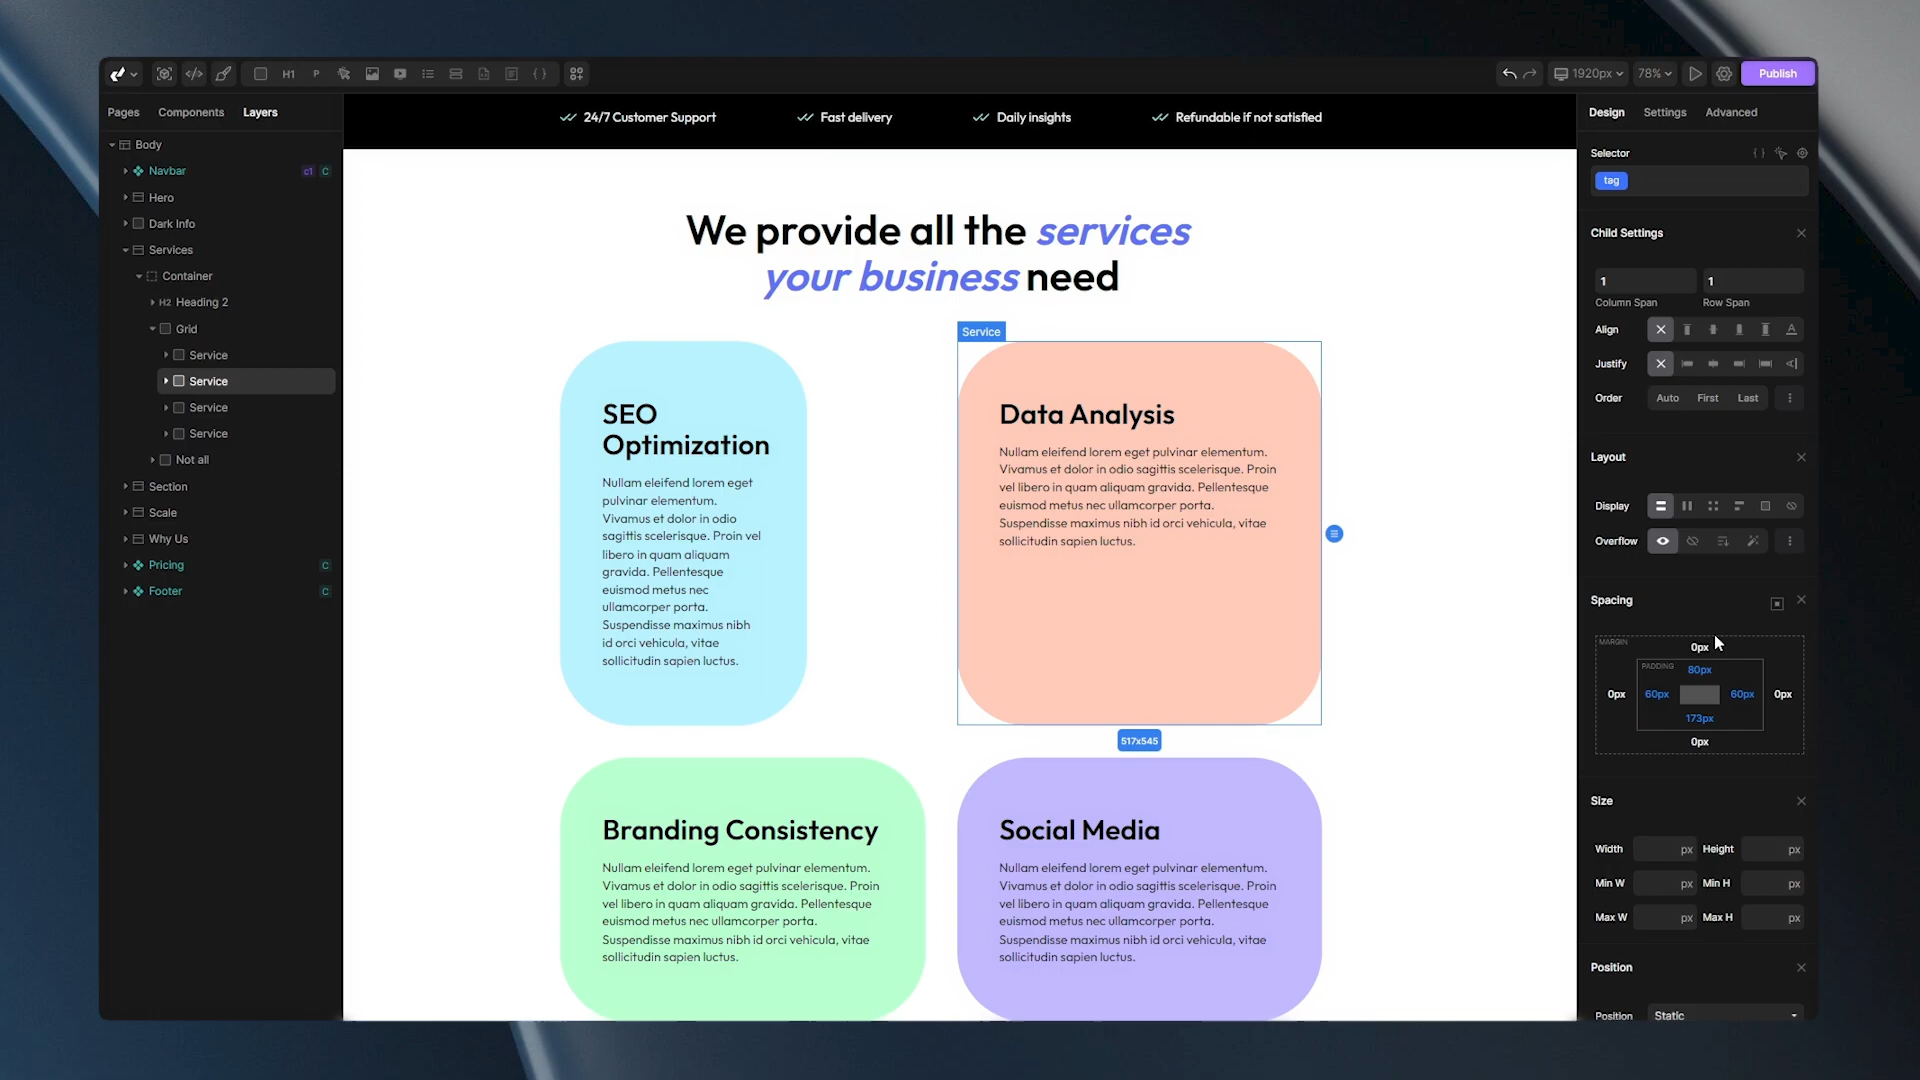 H1
P
1920px
78%
Publish
Pages
Components
Layers
Body
Navbar
c1
C
Hero
Dark Info
Services
Container
H2
Heading 2
Grid
Service
Service
Service
Service
Not all
Section
Scale
Why Us
Pricing
C
Footer
C
24/7 Customer Support
Fast delivery
Daily insights
Refundable if not satisfied
We provide all the services
your business need
SEO
Optimization
Nullam eleifend lorem eget
pulvinar elementum.
Vivamus et dolor in odio
sagittis scelerisque. Proin vel
libero in quam aliquam
gravida. Pellentesque
euismod metus nec
ullamcorper porta.
Suspendisse maximus nibh
id orci vehicula, vitae
sollicitudin sapien luctus.
Service
Data Analysis
Nullam eleifend lorem eget pulvinar elementum.
Vivamus et dolor in odio sagittis scelerisque. Proin
vel libero in quam aliquam gravida. Pellentesque
euismod metus nec ullamcorper porta.
Suspendisse maximus nibh id orci vehicula, vitae
sollicitudin sapien luctus.
517x545
Branding Consistency
Nullam eleifend lorem eget pulvinar elementum.
Vivamus et dolor in odio sagittis scelerisque. Proin
vel libero in quam aliquam gravida. Pellentesque
euismod metus nec ullamcorper porta.
Suspendisse maximus nibh id orci vehicula, vitae
sollicitudin sapien luctus.
Social Media
Nullam eleifend lorem eget pulvinar elementum.
Vivamus et dolor in odio sagittis scelerisque. Proin
vel libero in quam aliquam gravida. Pellentesque
euismod metus nec ullamcorper porta.
Suspendisse maximus nibh id orci vehicula, vitae
sollicitudin sapien luctus.
Design
Settings
Advanced
Selector
tag
Child Settings
1
1
Column Span
Row Span
Align
Justify
Order
Auto
First
Last
Layout
Display
Overflow
Spacing
MARGIN
0px
PADDING
80px
0px
60px
60px
0px
173px
0px
Size
Width
px
Height
px
Min W
px
Min H
px
Max W
px
Max H
px
Position
Position
Static